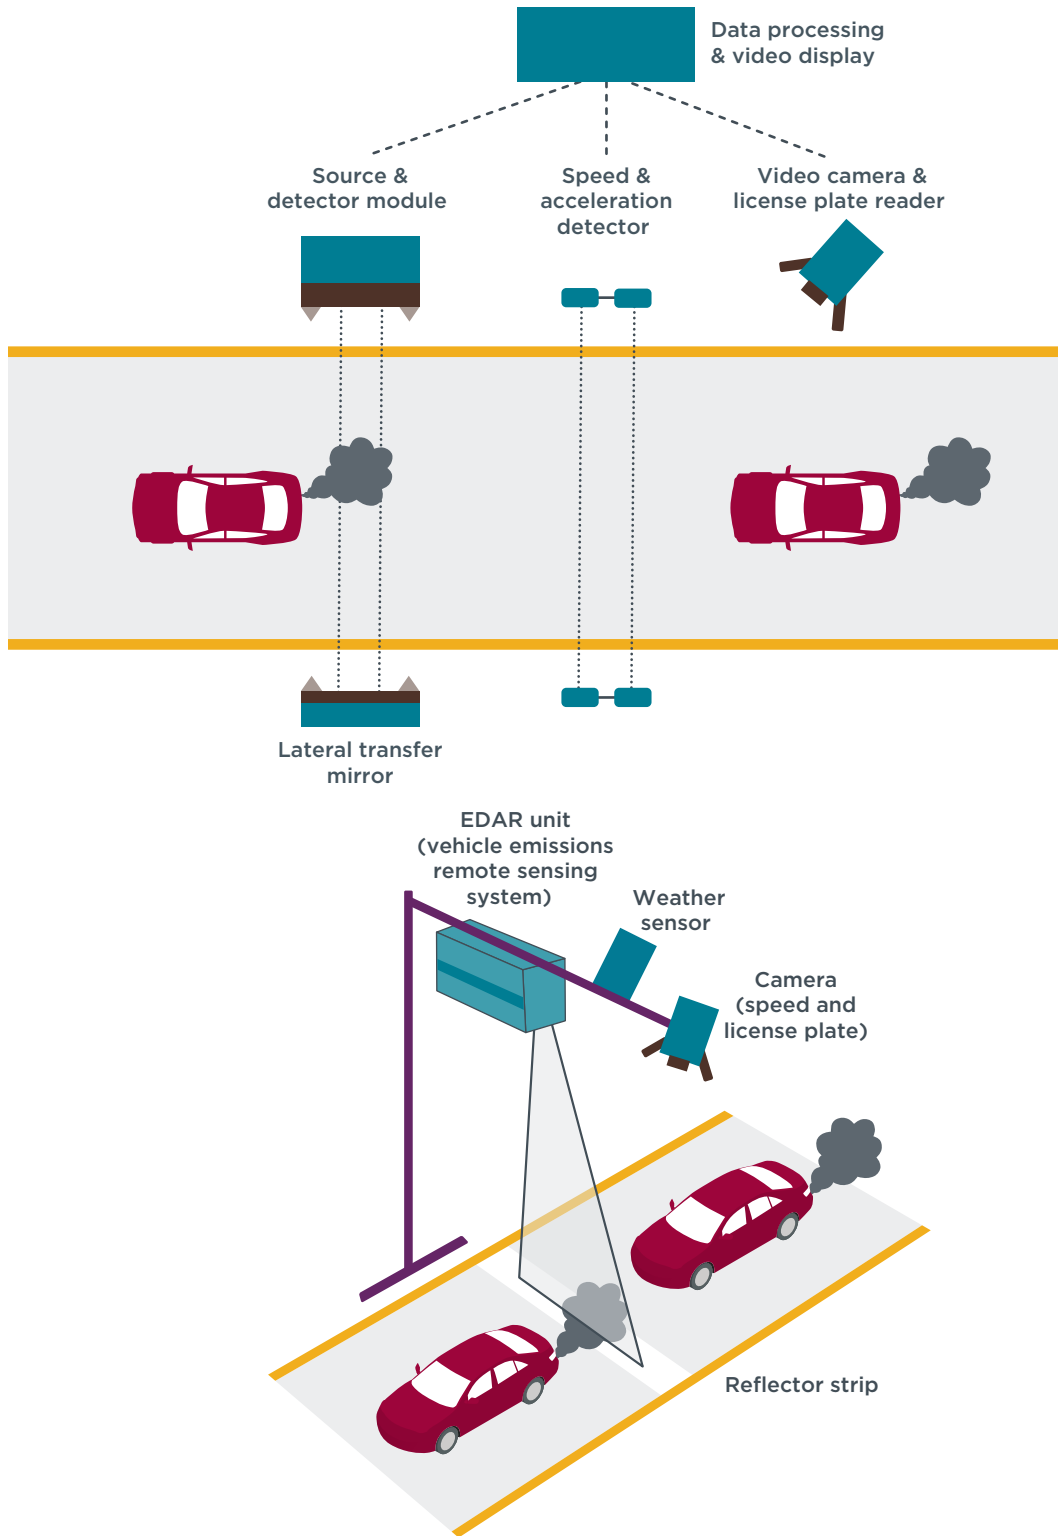 Data processing
& video display
Source &
detector module
Speed &
acceleration
detector
Video camera &
license plate reader
Lateral transfer
mirror
EDAR unit
(vehicle emissions
remote sensing
system)
Weather
sensor
Camera
(speed and
license plate)
Reflector strip